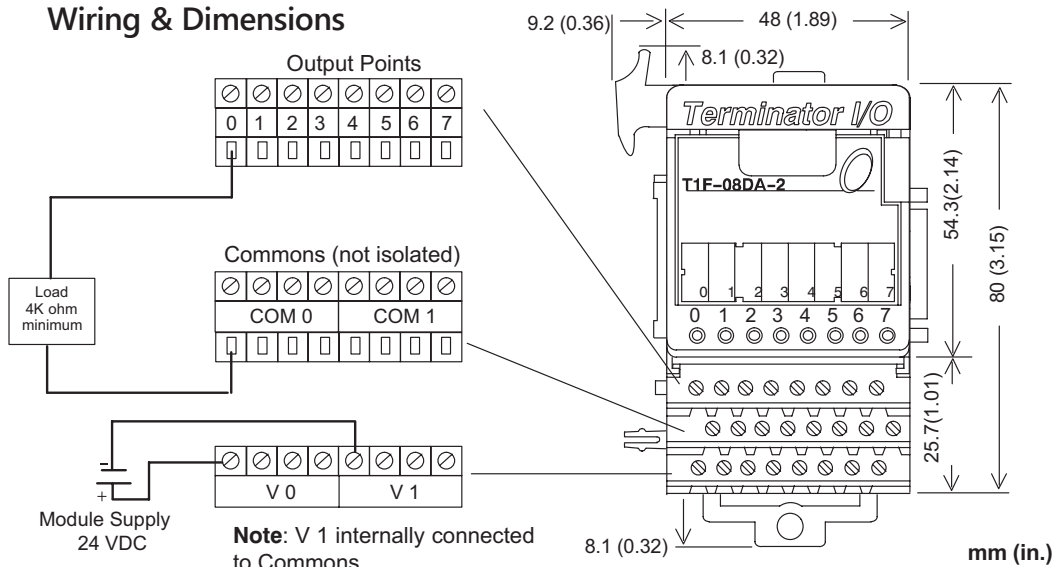 Wiring & Dimensions
Output Points
0 1 2 3 4 5 6 7
Commons (not isolated)
COM 0 COM 1
Load
4K ohm
minimum
-
+
V 0 V 1
Module Supply
24 VDC
Note: V 1 internally connected
to Commons
9.2 (0.36)
48 (1.89)
8.1 (0.32)
Terminator I/O
T1F-08DA-2
0 1 2 3 4 5 6 7
0 1 2 3 4 5 6 7
54.3(2.14)
80 (3.15)
25.7(1.01)
8.1 (0.32)
mm (in.)